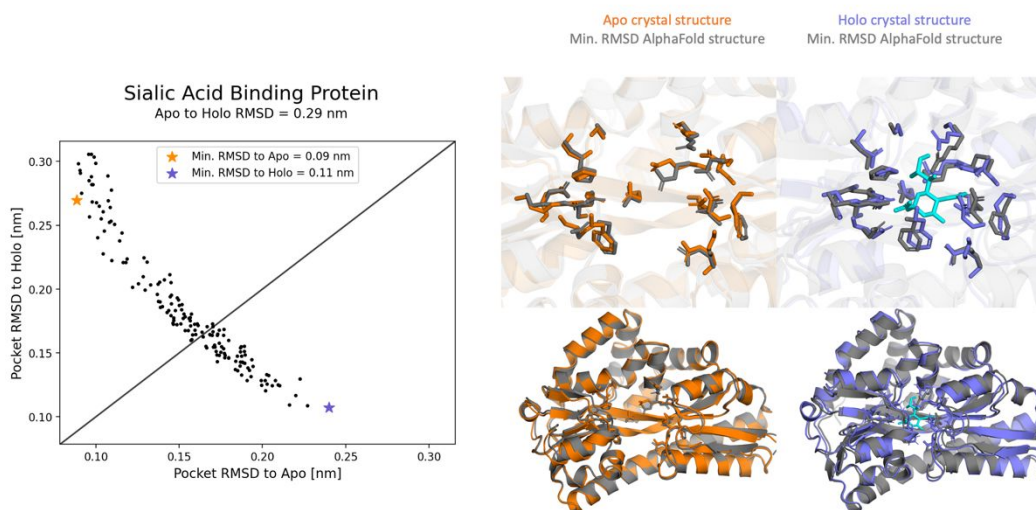 Apo crystal structure
Min. RMSD AlphaFold structure
Holo crystal structure
Min. RMSD AlphaFold structure
Sialic Acid Binding Protein
Apo to Holo RMSD = 0.29 nm
Min. RMSD to Apo = 0.09 nm
Min. RMSD to Holo = 0.11 nm
Pocket RMSD to Holo [nm]
0.30
0.25
0.20
0.15
0.10
0.10 0.15 0.20 0.25 0.30
Pocket RMSD to Apo [nm]